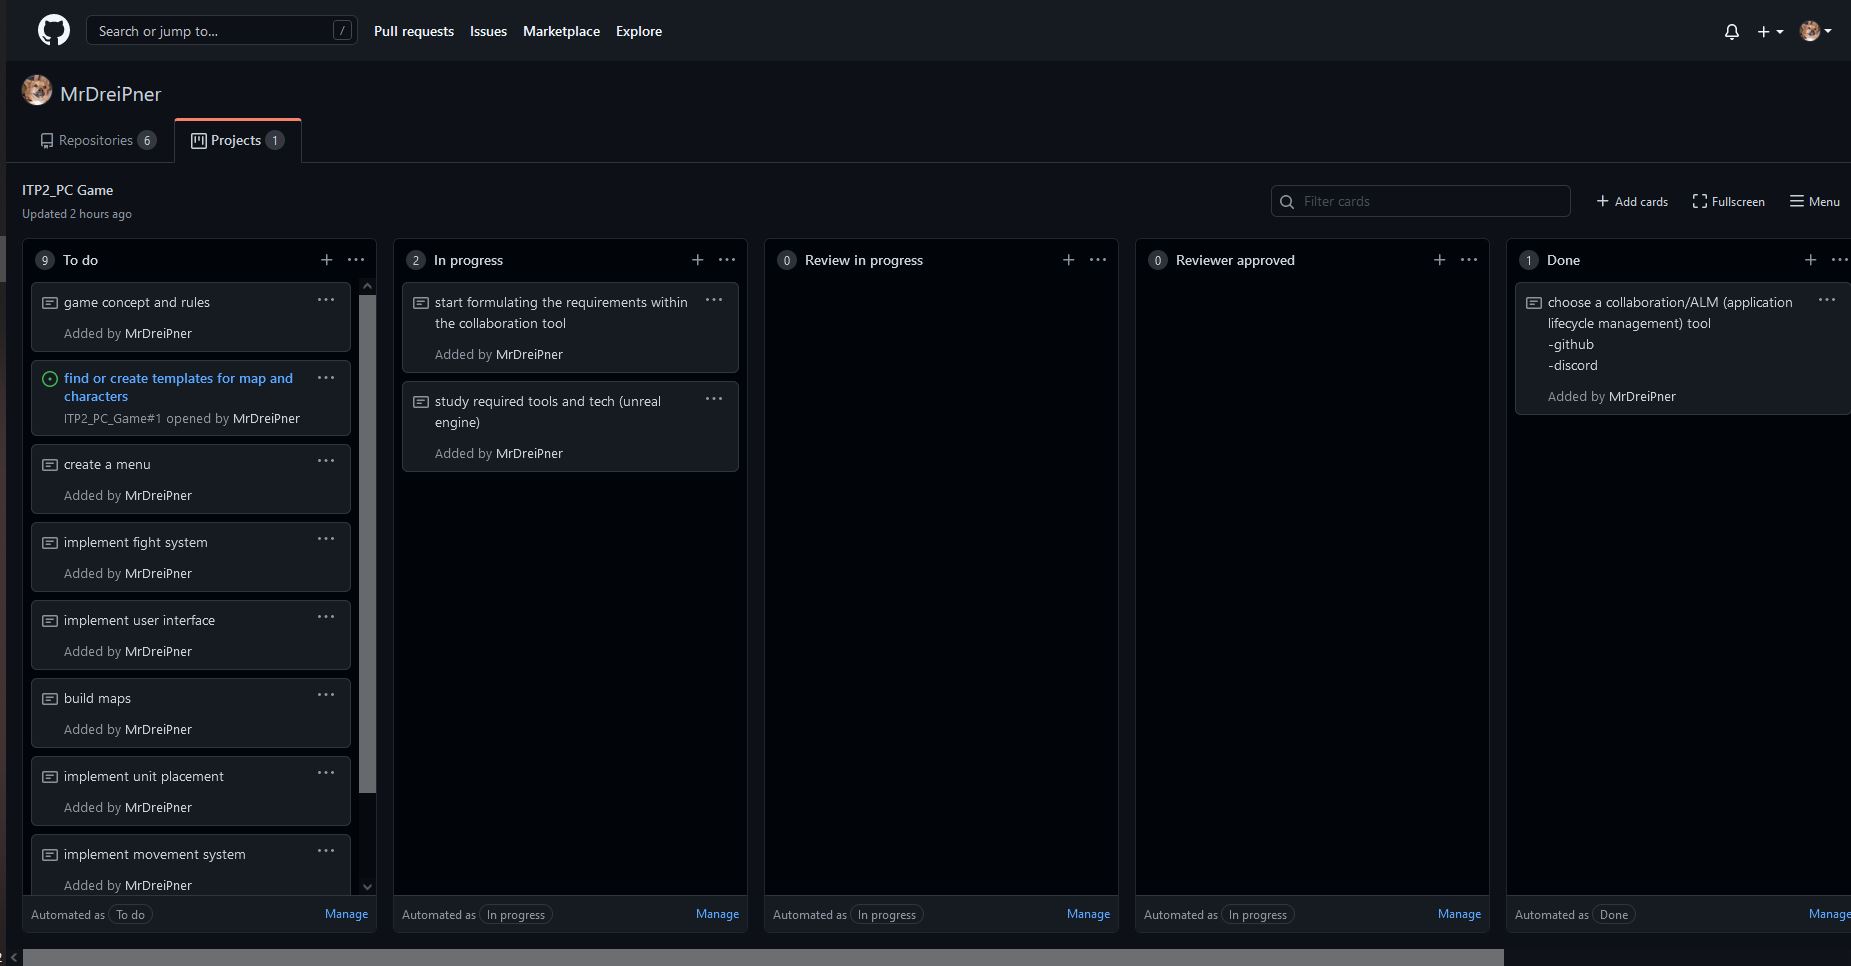 Search or jump to...
/
Pull requests
Issues
Marketplace
Explore
MrDreiPner
Repositories 6
Projects 1
ITP2_PC Game
Updated 2 hours ago
Filter cards
Add cards
Fullscreen
Menu
9 To do
game concept and rules
Added by MrDreiPner
find or create templates for map and
characters
ITP2_PC_Game#1 opened by MrDreiPner
create a menu
Added by MrDreiPner
implement fight system
Added by MrDreiPner
implement user interface
Added by MrDreiPner
build maps
Added by MrDreiPner
implement unit placement
Added by MrDreiPner
implement movement system
Added by MrDreiPner
Automated as To do
Manage
2 In progress
start formulating the requirements within
the collaboration tool
Added by MrDreiPner
study required tools and tech (unreal
engine)
Added by MrDreiPner
Automated as In progress
Manage
0 Review in progress
Automated as In progress
Manage
0 Reviewer approved
Automated as In progress
Manage
1 Done
choose a collaboration/ALM (application
lifecycle management) tool
-github
-discord
Added by MrDreiPner
Automated as Done
Manage